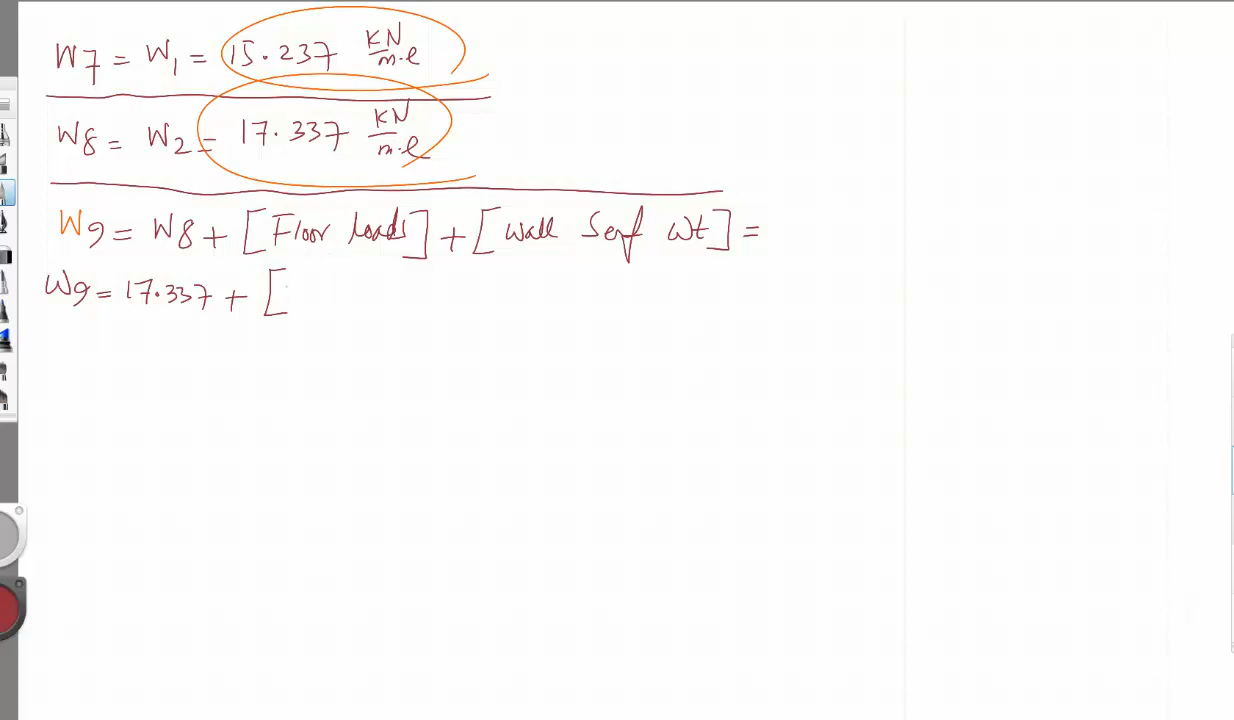 W7 = W1 = 15.237 KN/m.l
W8 = W2 = 17.337 KN/m.l
W9 = W8 + [Floor loads] + [Wall Serf Wt] =
W9 = 17.337 + [